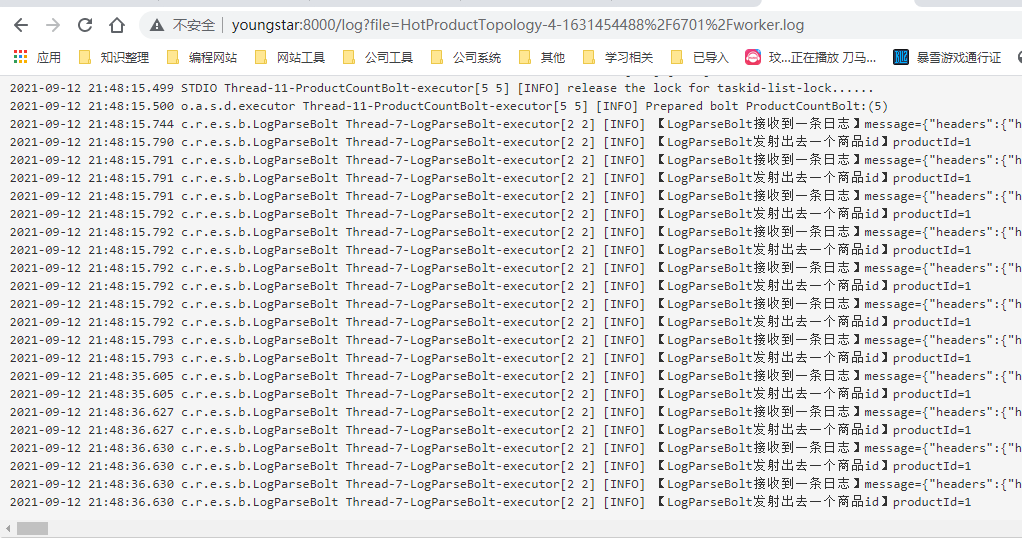 不安全 | youngstar:8000/log?file=HotProductTopology-4-1631454488%2F6701%2Fworker.log
应用 知识整理 编程网站 网站工具 公司工具 公司系统 其他 学习相关 已导入 玟...正在播放 刀马... 暴雪游戏通行证
2021-09-12 21:48:15.499 STDIO Thread-11-ProductCountBolt-executor[5 5] [INFO] release the lock for taskid-list-lock......
2021-09-12 21:48:15.500 o.a.s.d.executor Thread-11-ProductCountBolt-executor[5 5] [INFO] Prepared bolt ProductCountBolt:(5)
2021-09-12 21:48:15.744 c.r.e.s.b.LogParseBolt Thread-7-LogParseBolt-executor[2 2] [INFO] 【LogParseBolt接收到一条日志】message={"headers":{"h
2021-09-12 21:48:15.790 c.r.e.s.b.LogParseBolt Thread-7-LogParseBolt-executor[2 2] [INFO] 【LogParseBolt发射出去一个商品id】productId=1
2021-09-12 21:48:15.791 c.r.e.s.b.LogParseBolt Thread-7-LogParseBolt-executor[2 2] [INFO] 【LogParseBolt接收到一条日志】message={"headers":{"h
2021-09-12 21:48:15.791 c.r.e.s.b.LogParseBolt Thread-7-LogParseBolt-executor[2 2] [INFO] 【LogParseBolt发射出去一个商品id】productId=1
2021-09-12 21:48:15.791 c.r.e.s.b.LogParseBolt Thread-7-LogParseBolt-executor[2 2] [INFO] 【LogParseBolt接收到一条日志】message={"headers":{"h
2021-09-12 21:48:15.792 c.r.e.s.b.LogParseBolt Thread-7-LogParseBolt-executor[2 2] [INFO] 【LogParseBolt发射出去一个商品id】productId=1
2021-09-12 21:48:15.792 c.r.e.s.b.LogParseBolt Thread-7-LogParseBolt-executor[2 2] [INFO] 【LogParseBolt接收到一条日志】message={"headers":{"h
2021-09-12 21:48:15.792 c.r.e.s.b.LogParseBolt Thread-7-LogParseBolt-executor[2 2] [INFO] 【LogParseBolt发射出去一个商品id】productId=1
2021-09-12 21:48:15.792 c.r.e.s.b.LogParseBolt Thread-7-LogParseBolt-executor[2 2] [INFO] 【LogParseBolt接收到一条日志】message={"headers":{"h
2021-09-12 21:48:15.792 c.r.e.s.b.LogParseBolt Thread-7-LogParseBolt-executor[2 2] [INFO] 【LogParseBolt发射出去一个商品id】productId=1
2021-09-12 21:48:15.792 c.r.e.s.b.LogParseBolt Thread-7-LogParseBolt-executor[2 2] [INFO] 【LogParseBolt接收到一条日志】message={"headers":{"h
2021-09-12 21:48:15.792 c.r.e.s.b.LogParseBolt Thread-7-LogParseBolt-executor[2 2] [INFO] 【LogParseBolt发射出去一个商品id】productId=1
2021-09-12 21:48:15.793 c.r.e.s.b.LogParseBolt Thread-7-LogParseBolt-executor[2 2] [INFO] 【LogParseBolt接收到一条日志】message={"headers":{"h
2021-09-12 21:48:15.793 c.r.e.s.b.LogParseBolt Thread-7-LogParseBolt-executor[2 2] [INFO] 【LogParseBolt发射出去一个商品id】productId=1
2021-09-12 21:48:35.605 c.r.e.s.b.LogParseBolt Thread-7-LogParseBolt-executor[2 2] [INFO] 【LogParseBolt接收到一条日志】message={"headers":{"h
2021-09-12 21:48:35.605 c.r.e.s.b.LogParseBolt Thread-7-LogParseBolt-executor[2 2] [INFO] 【LogParseBolt发射出去一个商品id】productId=1
2021-09-12 21:48:36.627 c.r.e.s.b.LogParseBolt Thread-7-LogParseBolt-executor[2 2] [INFO] 【LogParseBolt接收到一条日志】message={"headers":{"h
2021-09-12 21:48:36.627 c.r.e.s.b.LogParseBolt Thread-7-LogParseBolt-executor[2 2] [INFO] 【LogParseBolt发射出去一个商品id】productId=1
2021-09-12 21:48:36.630 c.r.e.s.b.LogParseBolt Thread-7-LogParseBolt-executor[2 2] [INFO] 【LogParseBolt接收到一条日志】message={"headers":{"h
2021-09-12 21:48:36.630 c.r.e.s.b.LogParseBolt Thread-7-LogParseBolt-executor[2 2] [INFO] 【LogParseBolt发射出去一个商品id】productId=1
2021-09-12 21:48:36.630 c.r.e.s.b.LogParseBolt Thread-7-LogParseBolt-executor[2 2] [INFO] 【LogParseBolt接收到一条日志】message={"headers":{"h
2021-09-12 21:48:36.630 c.r.e.s.b.LogParseBolt Thread-7-LogParseBolt-executor[2 2] [INFO] 【LogParseBolt发射出去一个商品id】productId=1